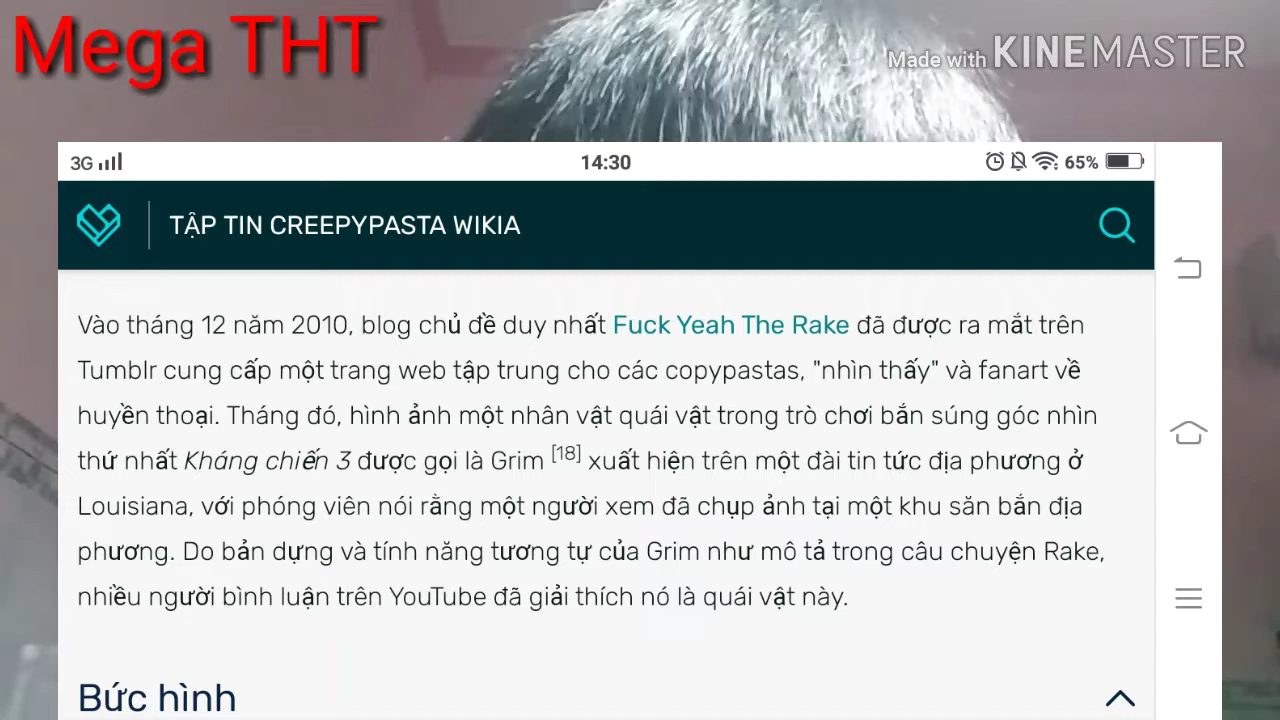 Mega THT
Made with KINEMASTER
3G 14:30 65%
TẬP TIN CREEPYPASTA WIKIA
Vào tháng 12 năm 2010, blog chủ đề duy nhất Fuck Yeah The Rake đã được ra mắt trên
Tumblr cung cấp một trang web tập trung cho các copypastas, "nhìn thấy" và fanart về
huyền thoại. Tháng đó, hình ảnh một nhân vật quái vật trong trò chơi bắn súng góc nhìn
thứ nhất Kháng chiến 3 được gọi là Grim [18] xuất hiện trên một đài tin tức địa phương ở
Louisiana, với phóng viên nói rằng một người xem đã chụp ảnh tại một khu săn bắn địa
phương. Do bản dựng và tính năng tương tự của Grim như mô tả trong câu chuyện Rake,
nhiều người bình luận trên YouTube đã giải thích nó là quái vật này.
Bức hình